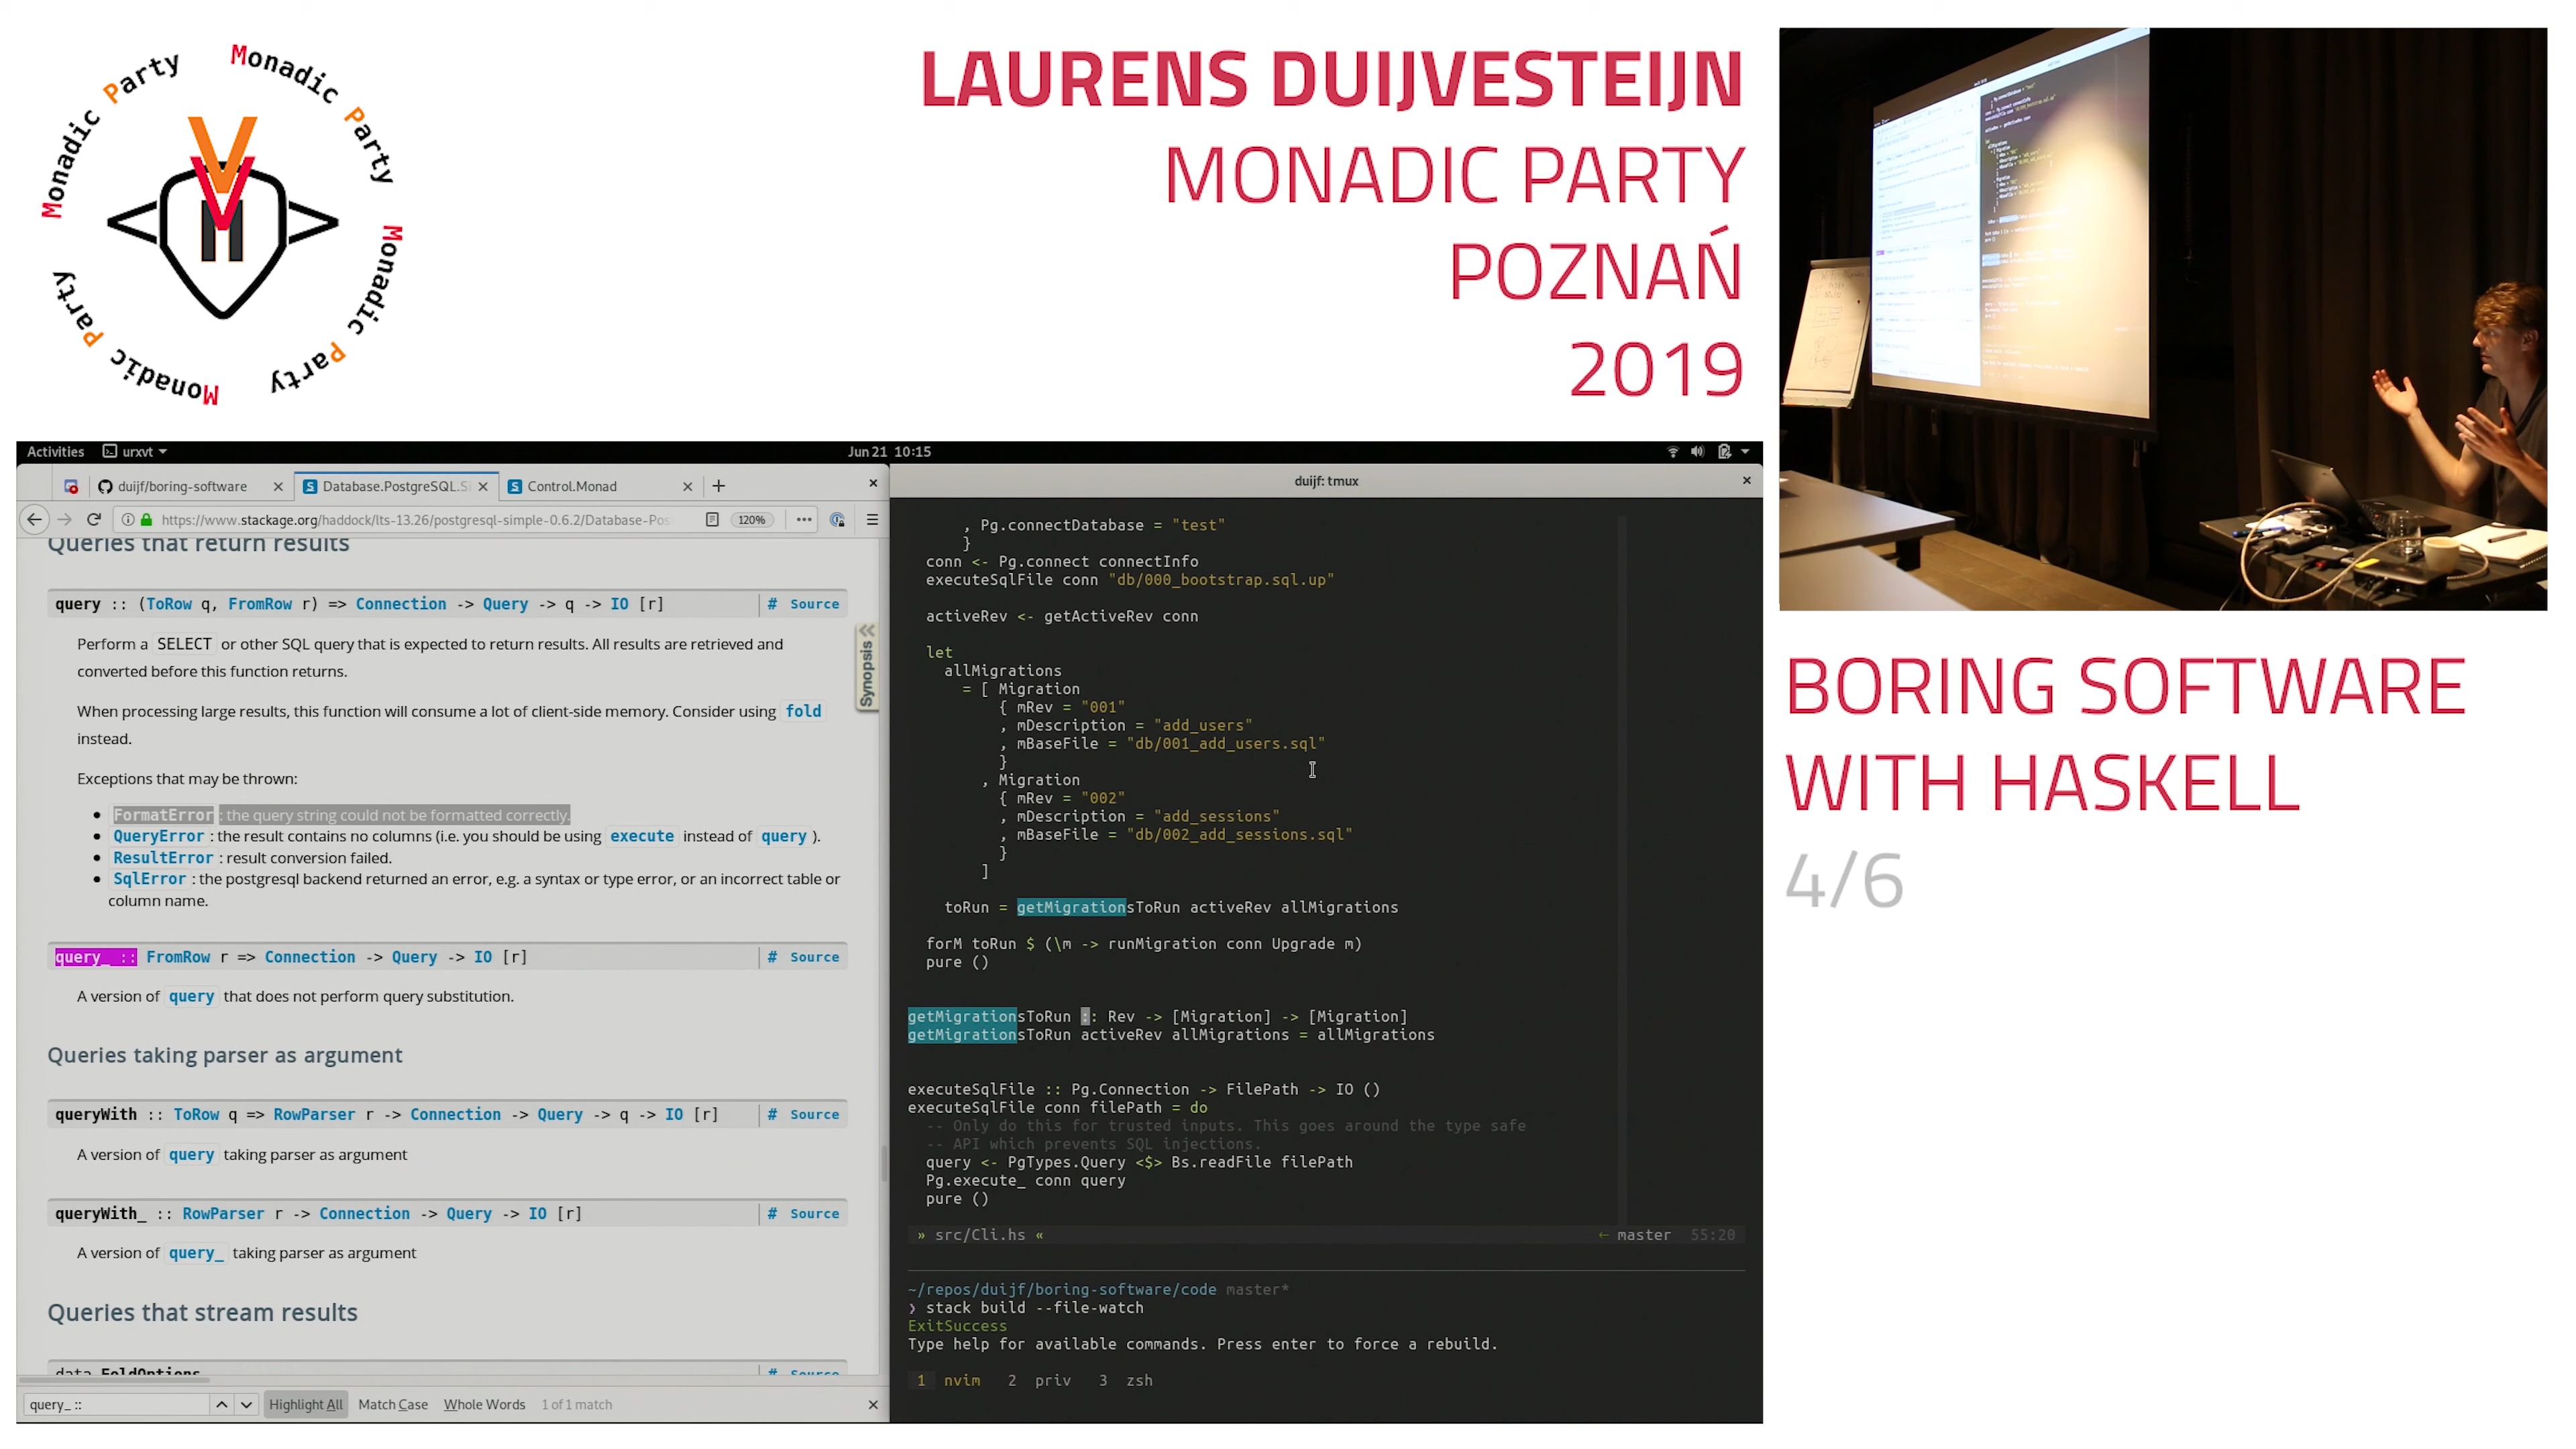 Monadic Party Monadic Party Monadic Party Monadic Party
M
LAURENS DUIJVESTEIJN
MONADIC PARTY
POZNAŃ
2019
BORING SOFTWARE
WITH HASKELL
4/6
Activities urxvt Jun 21 10:15
duijf/boring-software Database.PostgreSQL.S Control.Monad
https://www.stackage.org/haddock/lts-13.26/postgresql-simple-0.6.2/Database-Pos 120%
Queries that return results
query :: (ToRow q, FromRow r) => Connection -> Query -> q -> IO [r] # Source
Perform a SELECT or other SQL query that is expected to return results. All results are retrieved and
converted before this function returns.
Synopsis
When processing large results, this function will consume a lot of client-side memory. Consider using fold
instead.
Exceptions that may be thrown:
FormatError : the query string could not be formatted correctly.
QueryError : the result contains no columns (i.e. you should be using execute instead of query ).
ResultError : result conversion failed.
SqlError : the postgresql backend returned an error, e.g. a syntax or type error, or an incorrect table or
column name.
query_ :: FromRow r => Connection -> Query -> IO [r] # Source
A version of query that does not perform query substitution.
Queries taking parser as argument
queryWith :: ToRow q => RowParser r -> Connection -> Query -> q -> IO [r] # Source
A version of query taking parser as argument
queryWith_ :: RowParser r -> Connection -> Query -> IO [r] # Source
A version of query_ taking parser as argument
Queries that stream results
data FoldOptions # Source
query_ :: Highlight All Match Case Whole Words 1 of 1 match
duijf: tmux
, Pg.connectDatabase = "test"
}
conn <- Pg.connect connectInfo
executeSqlFile conn "db/000_bootstrap.sql.up"
activeRev <- getActiveRev conn
let
allMigrations
= [ Migration
{ mRev = "001"
, mDescription = "add_users"
, mBaseFile = "db/001_add_users.sql"
}
, Migration
{ mRev = "002"
, mDescription = "add_sessions"
, mBaseFile = "db/002_add_sessions.sql"
}
]
toRun = getMigrationsToRun activeRev allMigrations
forM toRun $ (\m -> runMigration conn Upgrade m)
pure ()
getMigrationsToRun :: Rev -> [Migration] -> [Migration]
getMigrationsToRun activeRev allMigrations = allMigrations
executeSqlFile :: Pg.Connection -> FilePath -> IO ()
executeSqlFile conn filePath = do
-- Only do this for trusted inputs. This goes around the type safe
-- API which prevents SQL injections.
query <- PgTypes.Query <$> Bs.readFile filePath
Pg.execute_ conn query
pure ()
» src/Cli.hs « ← master 55:20
~/repos/duijf/boring-software/code master*
❯ stack build --file-watch
ExitSuccess
Type help for available commands. Press enter to force a rebuild.
1 nvim 2 priv 3 zsh